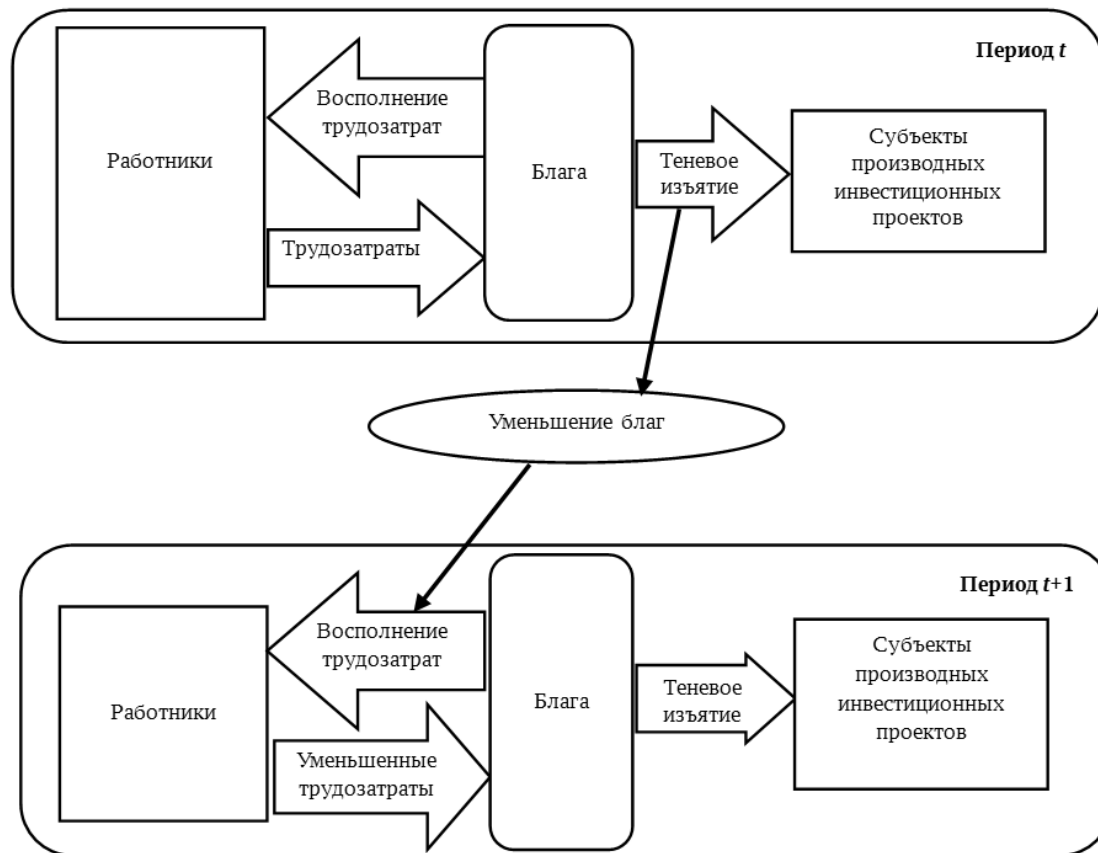 Период t
Восполнение
трудозатрат
Работники
Блага
Теневое
изъятие
Субъекты
производных
инвестиционных
проектов
Трудозатраты
Уменьшение благ
Период t+1
Восполнение
трудозатрат
Работники
Блага
Теневое
изъятие
Субъекты
производных
инвестиционных
проектов
Уменьшенные
трудозатраты